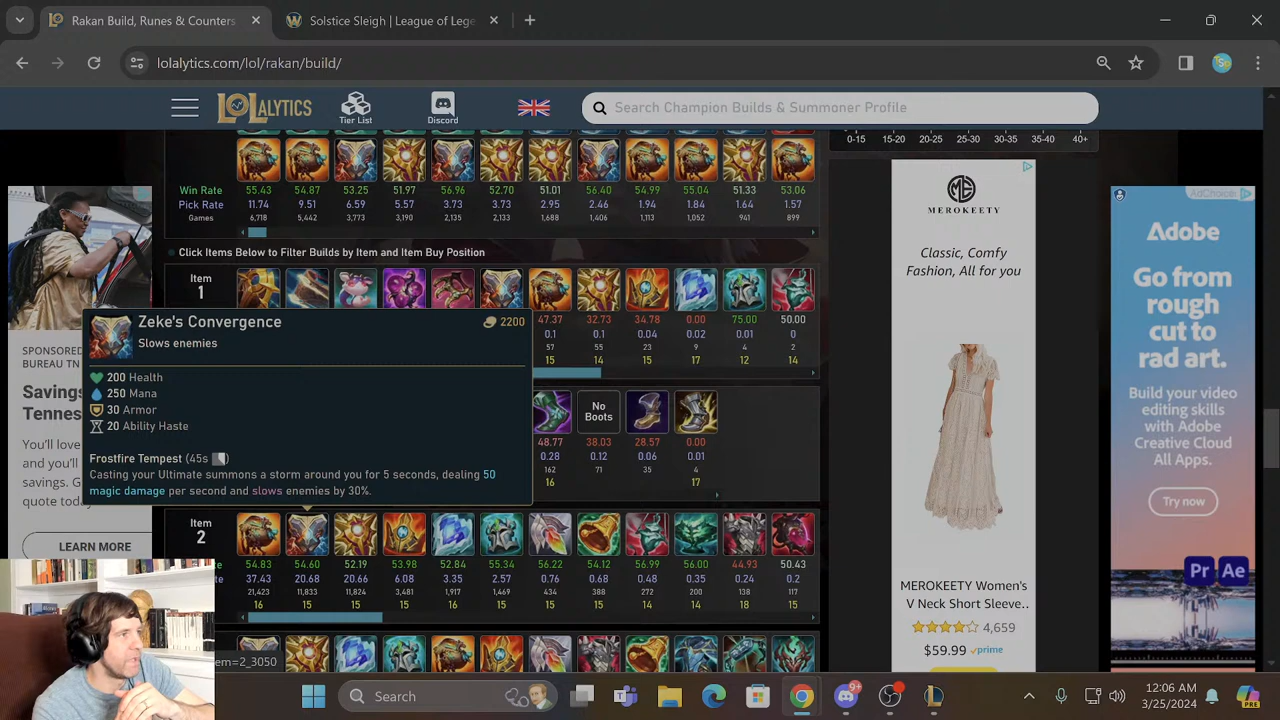 Rakan Build, Runes & Counters
Solstice Sleigh | League of Lege
lolalytics.com/lol/rakan/build/
LOLALYTICS
Tier List
Discord
Search Champion Builds & Summoner Profile
0-15 15-20 20-25 25-30 30-35 35-40 40+
Win Rate 55.43 54.87 53.25 51.97 56.96 52.70 51.01 56.40 54.99 55.04 51.33 53.06
Pick Rate 11.74 9.51 6.59 5.57 3.73 3.73 2.95 2.46 1.94 1.84 1.64 1.57
Games 6,718 5,442 3,773 3,190 2,135 2,133 1,688 1,406 1,113 1,052 941 899
Click Items Below to Filter Builds by Item and Item Buy Position
Item
1
47.37 32.73 34.78 0.00 75.00 50.00
0.1 0.1 0.04 0.02 0.01 0
57 55 23 9 4 2
15 14 15 17 12 14
Zeke's Convergence 2200
Slows enemies
200 Health
250 Mana
30 Armor
20 Ability Haste
Frostfire Tempest (45s)
Casting your Ultimate summons a storm around you for 5 seconds, dealing 50
magic damage per second and slows enemies by 30%.
No
Boots
48.77 38.03 28.57 0.00
0.28 0.12 0.06 0.01
162 71 35 4
16 17
Item
2
54.83 54.60 52.19 53.98 52.84 55.34 56.22 54.12 56.99 56.00 44.93 50.43
37.43 20.68 20.66 6.08 3.35 2.57 0.76 0.68 0.48 0.35 0.24 0.2
21,423 11,833 11,824 3,481 1,917 1,469 434 388 272 200 138 117
16 15 15 15 16 15 15 15 14 14 18 15
item=2_3050
SPONSORED
BUREAU TN
Savings
Tennes
You'll love
and you'll
savings. G
quote today
LEARN MORE
MEROKEETY
Classic, Comfy
Fashion, All for you
MEROKEETY Women's
V Neck Short Sleeve..
4,659
$59.99 prime
AdChoices
Adobe
Go from
rough
cut to
rad art.
Build your video
editing skills
with Adobe
Creative Cloud
All Apps.
Try now
Pr Ae
Search
9+
12:06 AM
3/25/2024
PRE